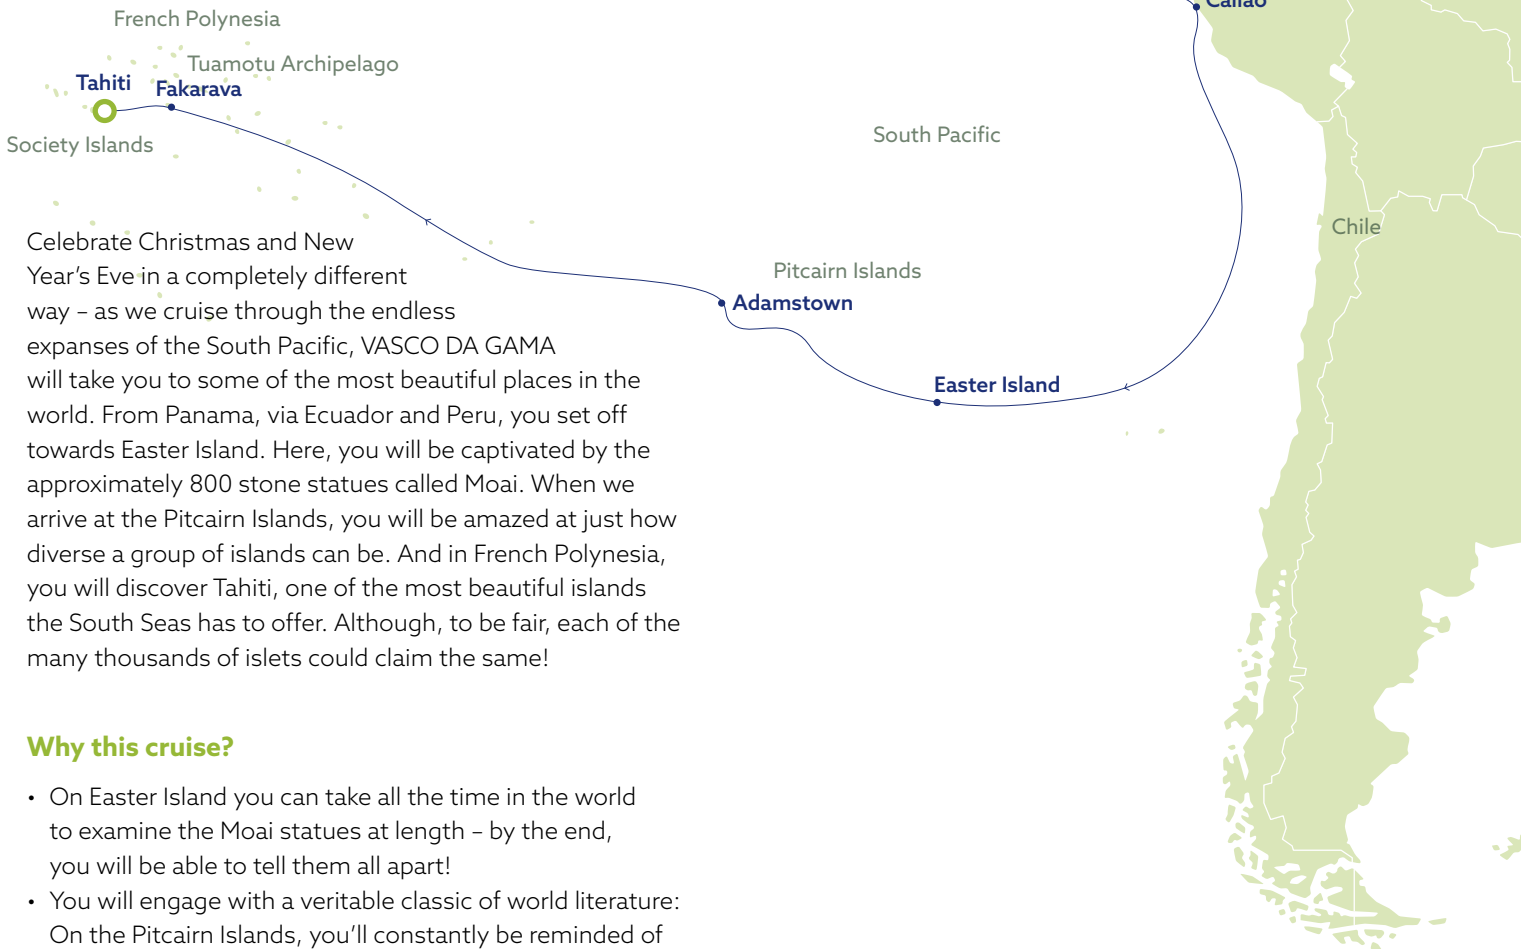 Callao
French Polynesia
Tuamotu Archipelago
Tahiti
Fakarava
Society Islands
South Pacific
Chile
Pitcairn Islands
Adamstown
Easter Island
Celebrate Christmas and New
Year's Eve in a completely different
way – as we cruise through the endless
expanses of the South Pacific, VASCO DA GAMA
will take you to some of the most beautiful places in the
world. From Panama, via Ecuador and Peru, you set off
towards Easter Island. Here, you will be captivated by the
approximately 800 stone statues called Moai. When we
arrive at the Pitcairn Islands, you will be amazed at just how
diverse a group of islands can be. And in French Polynesia,
you will discover Tahiti, one of the most beautiful islands
the South Seas has to offer. Although, to be fair, each of the
many thousands of islets could claim the same!
Why this cruise?
• On Easter Island you can take all the time in the world
to examine the Moai statues at length – by the end,
you will be able to tell them all apart!
• You will engage with a veritable classic of world literature:
On the Pitcairn Islands, you'll constantly be reminded of